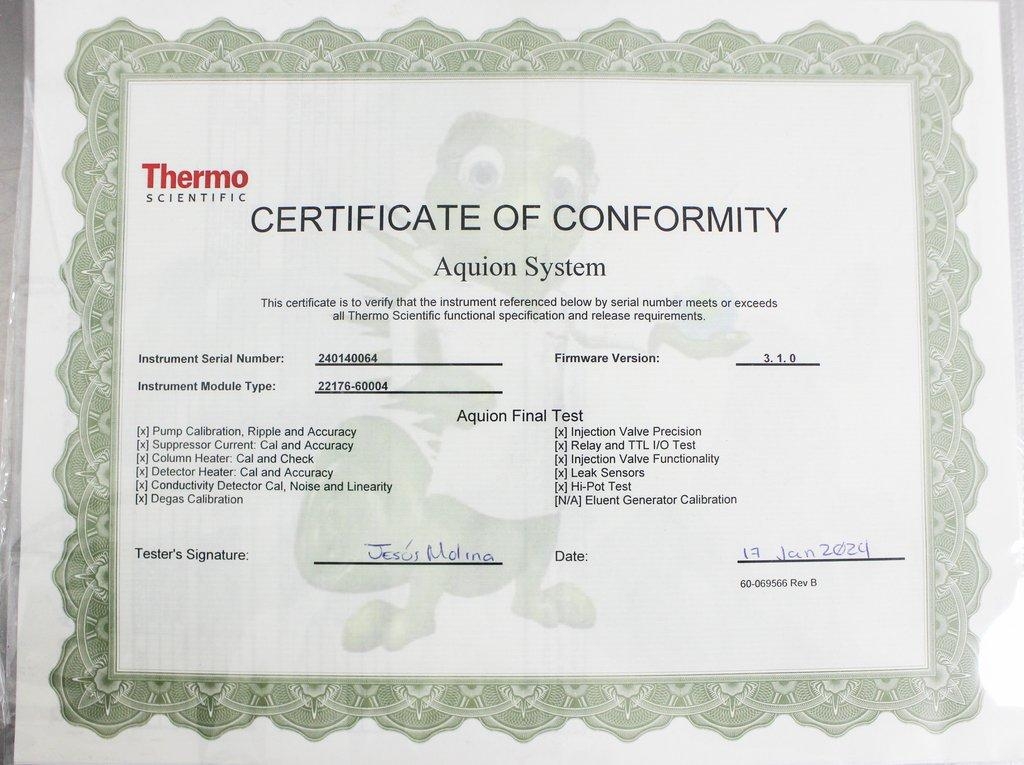 Thermo
SCIENTIFIC
CERTIFICATE OF CONFORMITY
Aquion System
This certificate is to verify that the instrument referenced below by serial number meets or exceeds
all Thermo Scientific functional specification and release requirements.
Instrument Serial Number: 240140064 Firmware Version: 3.1.0
Instrument Module Type: 22176-60004
Aquion Final Test
[x] Pump Calibration, Ripple and Accuracy
[x] Suppressor Current: Cal and Accuracy
[x] Column Heater: Cal and Check
[x] Detector Heater: Cal and Accuracy
[x] Conductivity Detector Cal, Noise and Linearity
[x] Degas Calibration
[x] Injection Valve Precision
[x] Relay and TTL I/O Test
[x] Injection Valve Functionality
[x] Leak Sensors
[x] Hi-Pot Test
[N/A] Eluent Generator Calibration
Tester's Signature: Jesús Molina Date: 17 Jan 2024
60-069566 Rev B